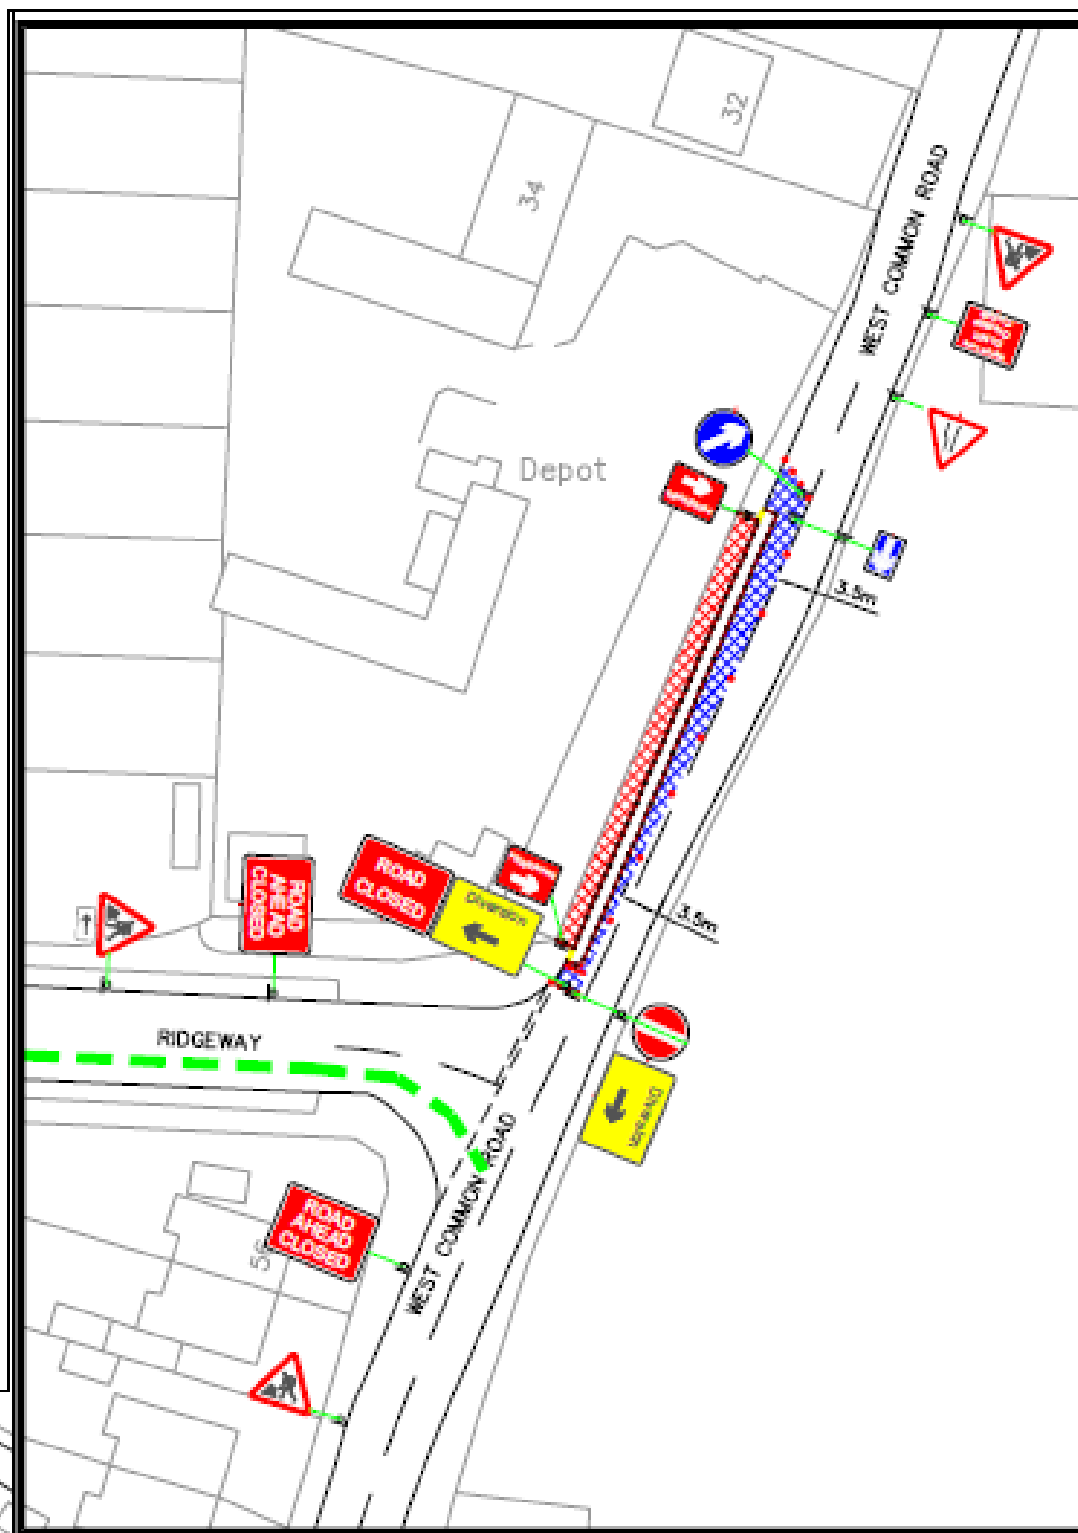 32
34
WEST COMMON ROAD
Depot
3.5m
3.5m
ROAD
CLOSED
Diversion
ROAD
AHEAD
CLOSED
RIDGEWAY
Diversion
WEST COMMON ROAD
ROAD
AHEAD
CLOSED